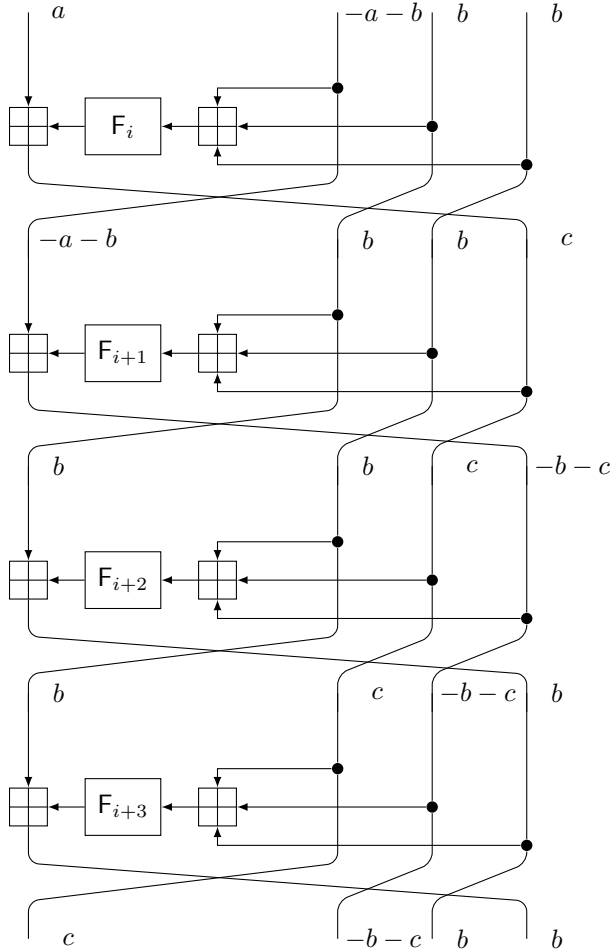 a −a − b b b
F_i
−a − b b b c
F_{i+1}
b b c −b − c
F_{i+2}
b c −b − c b
F_{i+3}
c −b − c b b